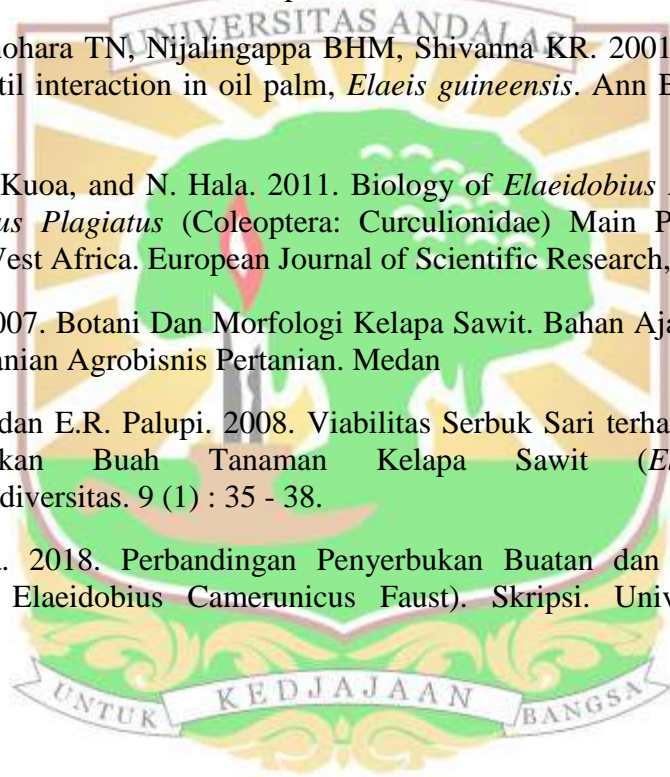 UNIVERSITAS ANDALAS
nohara TN, Nijalingappa BHM, Shivanna KR. 2001
til interaction in oil palm, Elaeis guineensis. Ann B
Kuoa, and N. Hala. 2011. Biology of Elaeidobius
us Plagiatus (Coleoptera: Curculionidae) Main P
West Africa. European Journal of Scientific Research,
007. Botani Dan Morfologi Kelapa Sawit. Bahan Aja
anian Agrobisnis Pertanian. Medan
dan E.R. Palupi. 2008. Viabilitas Serbuk Sari terha
kan Buah Tanaman Kelapa Sawit (El
diversitas. 9 (1) : 35 - 38.
a. 2018. Perbandingan Penyerbukan Buatan dan
Elaeidobius Camerunicus Faust). Skripsi. Univ
UNTUK KEDJAJAAN BANGSA